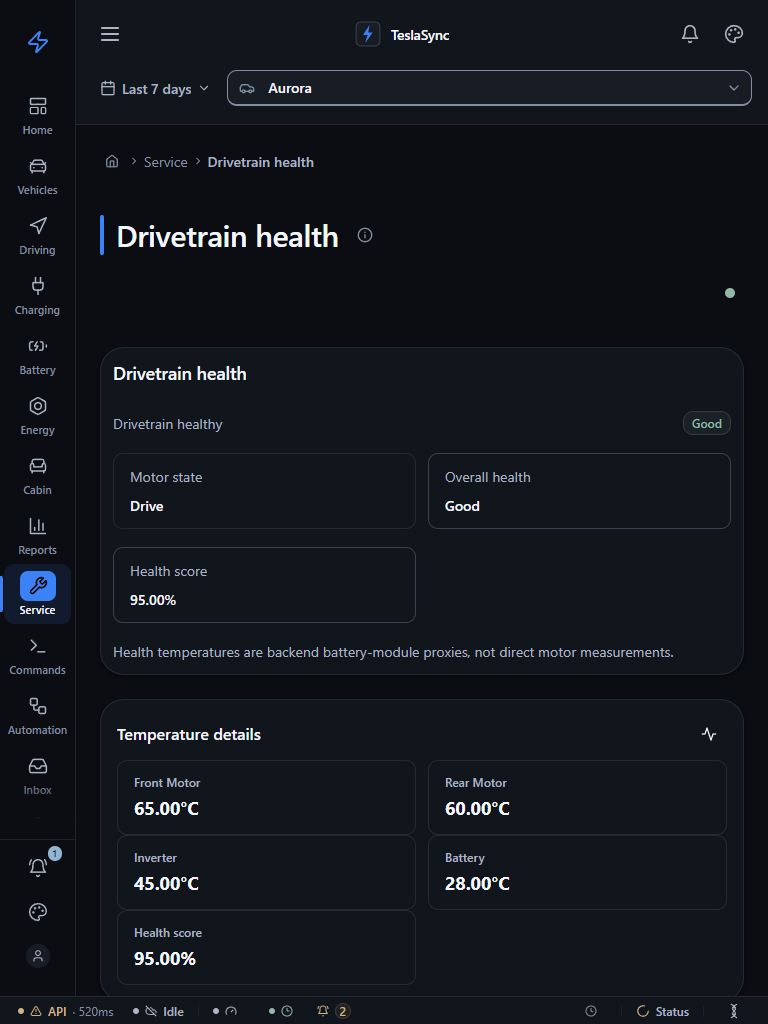 TeslaSync
Last 7 days
Aurora
Home
Vehicles
Driving
Charging
Battery
Energy
Cabin
Reports
Service
Commands
Automation
Inbox
1
Service
Drivetrain health
Drivetrain health
Drivetrain health
Drivetrain healthy
Good
Motor state
Drive
Overall health
Good
Health score
95.00%
Health temperatures are backend battery-module proxies, not direct motor measurements.
Temperature details
Front Motor
65.00°C
Rear Motor
60.00°C
Inverter
45.00°C
Battery
28.00°C
Health score
95.00%
API · 520ms
Idle
2
Status